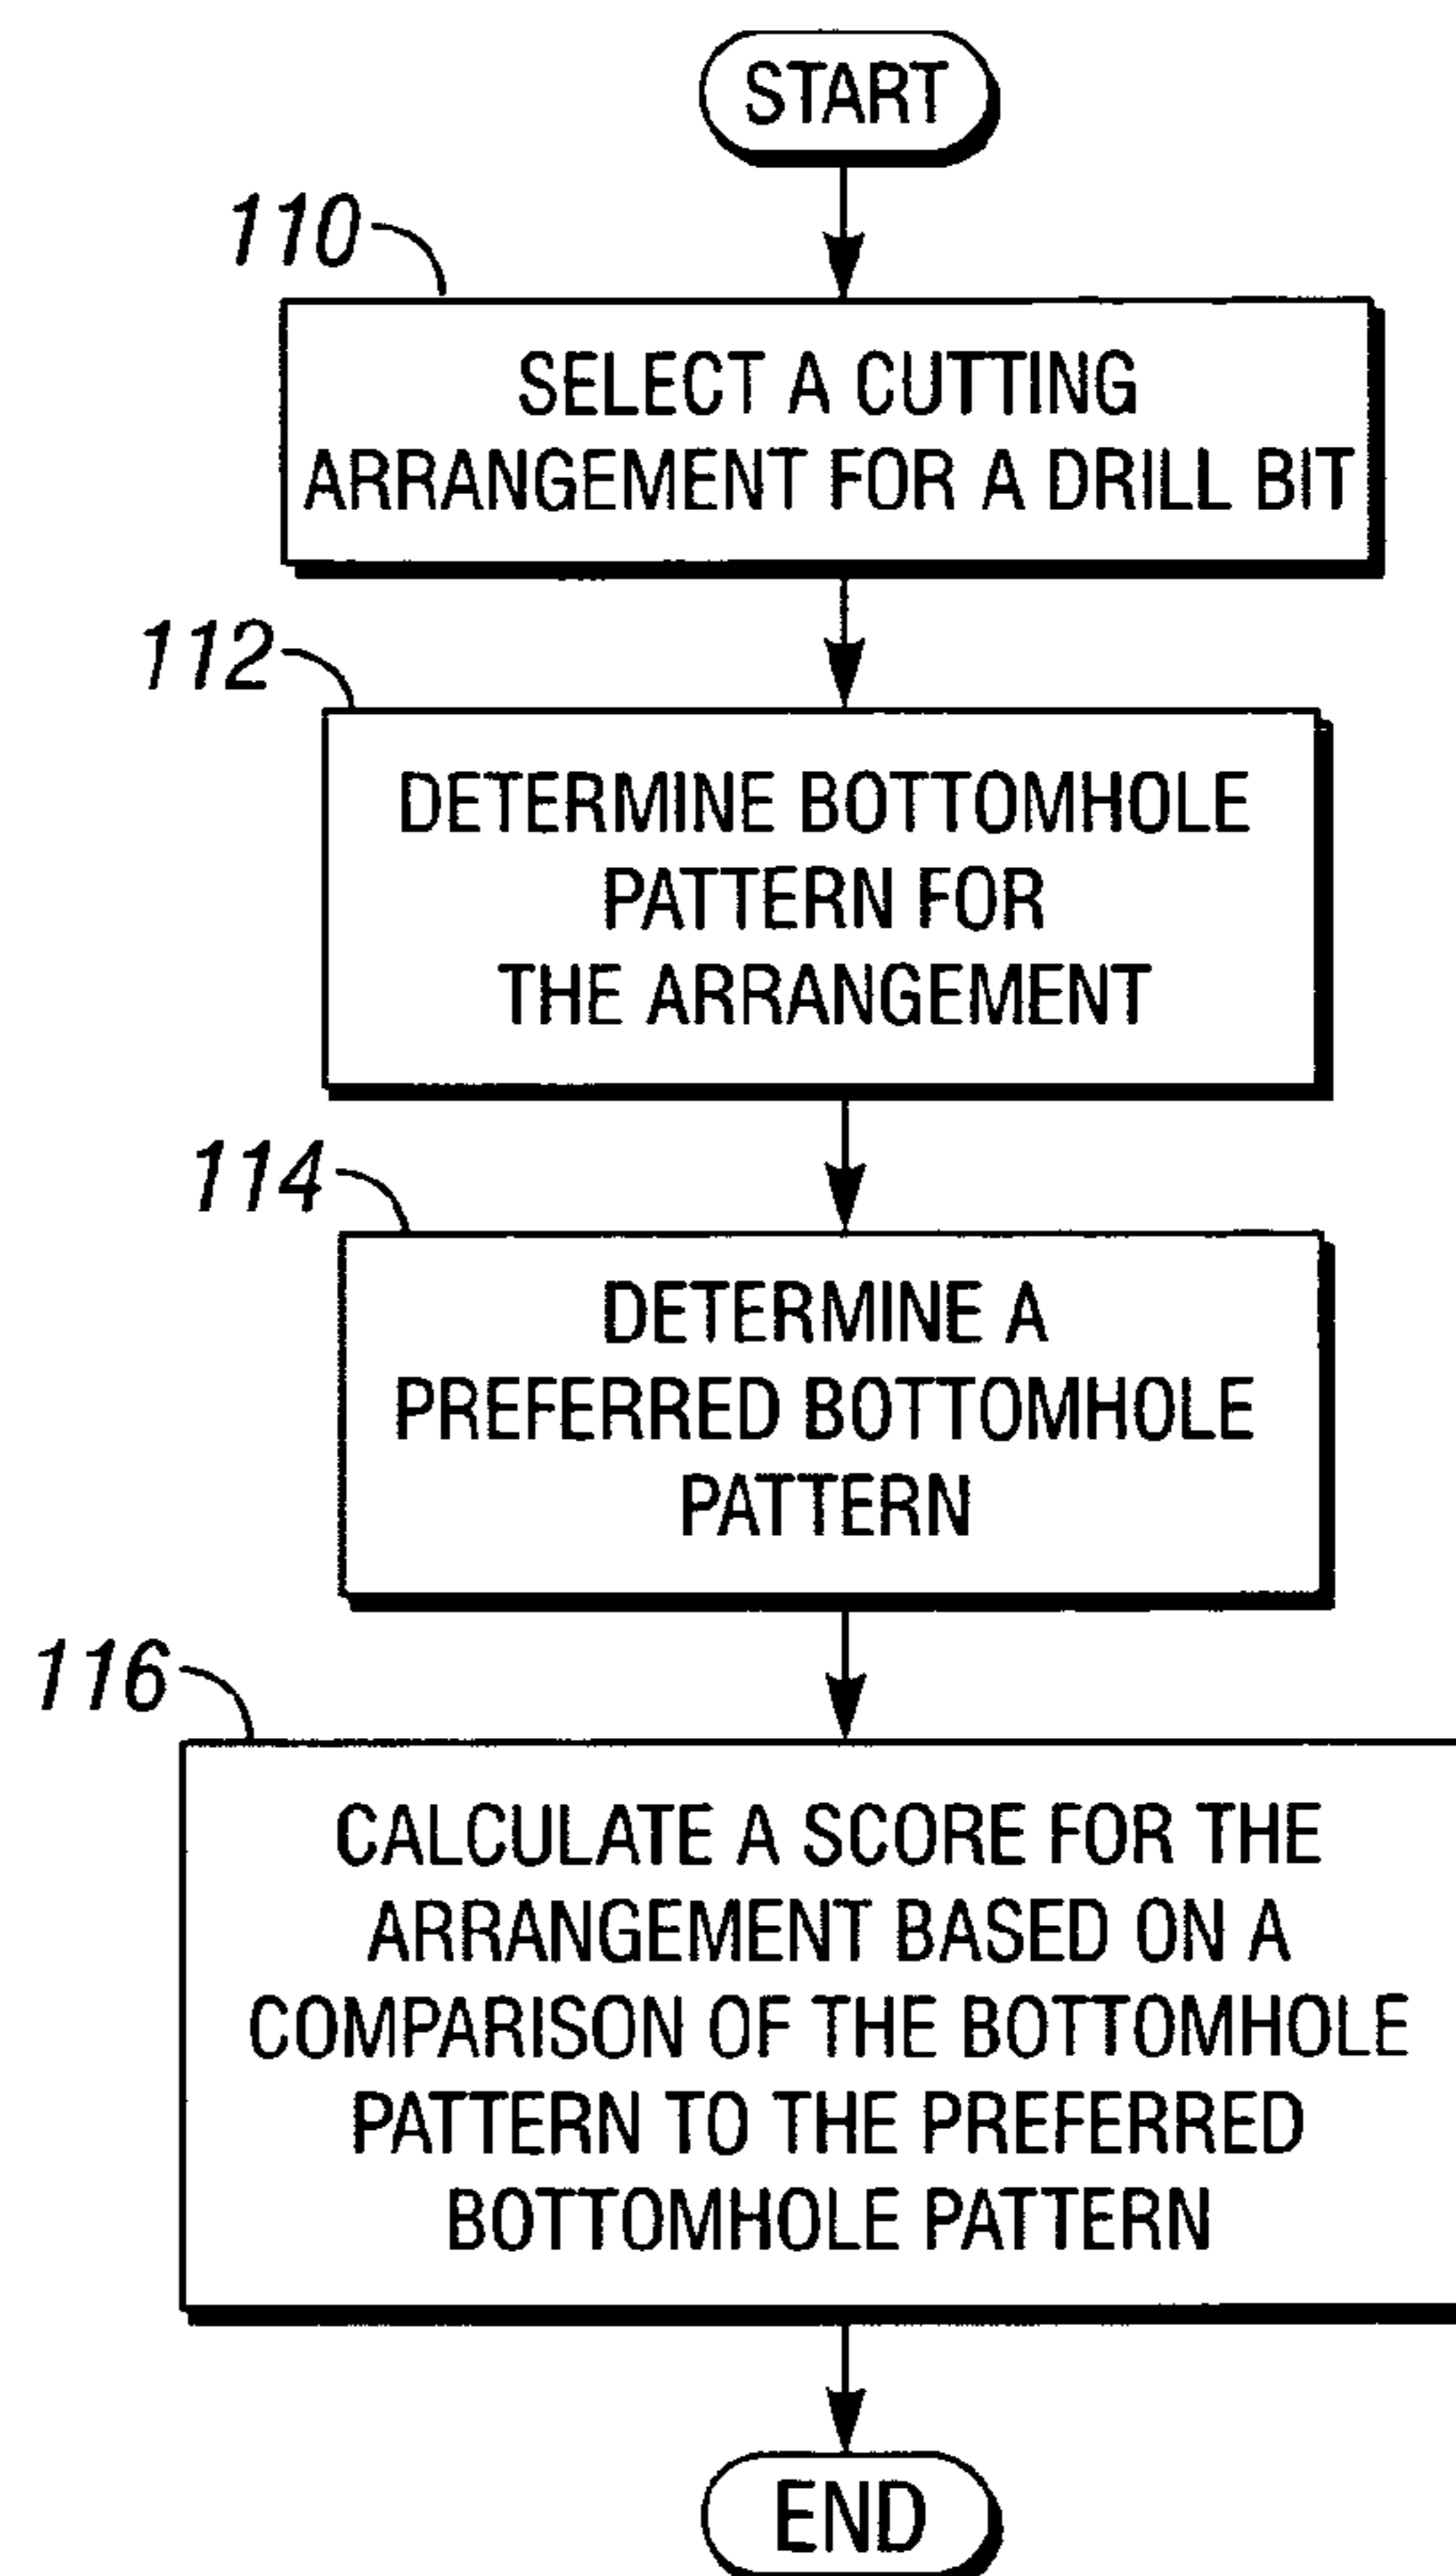 START
110
SELECT A CUTTING
ARRANGEMENT FOR A DRILL BIT
112
DETERMINE BOTTOMHOLE
PATTERN FOR
THE ARRANGEMENT
114
DETERMINE A
PREFERRED BOTTOMHOLE
PATTERN
116
CALCULATE A SCORE FOR THE
ARRANGEMENT BASED ON A
COMPARISON OF THE BOTTOMHOLE
PATTERN TO THE PREFERRED
BOTTOMHOLE PATTERN
END